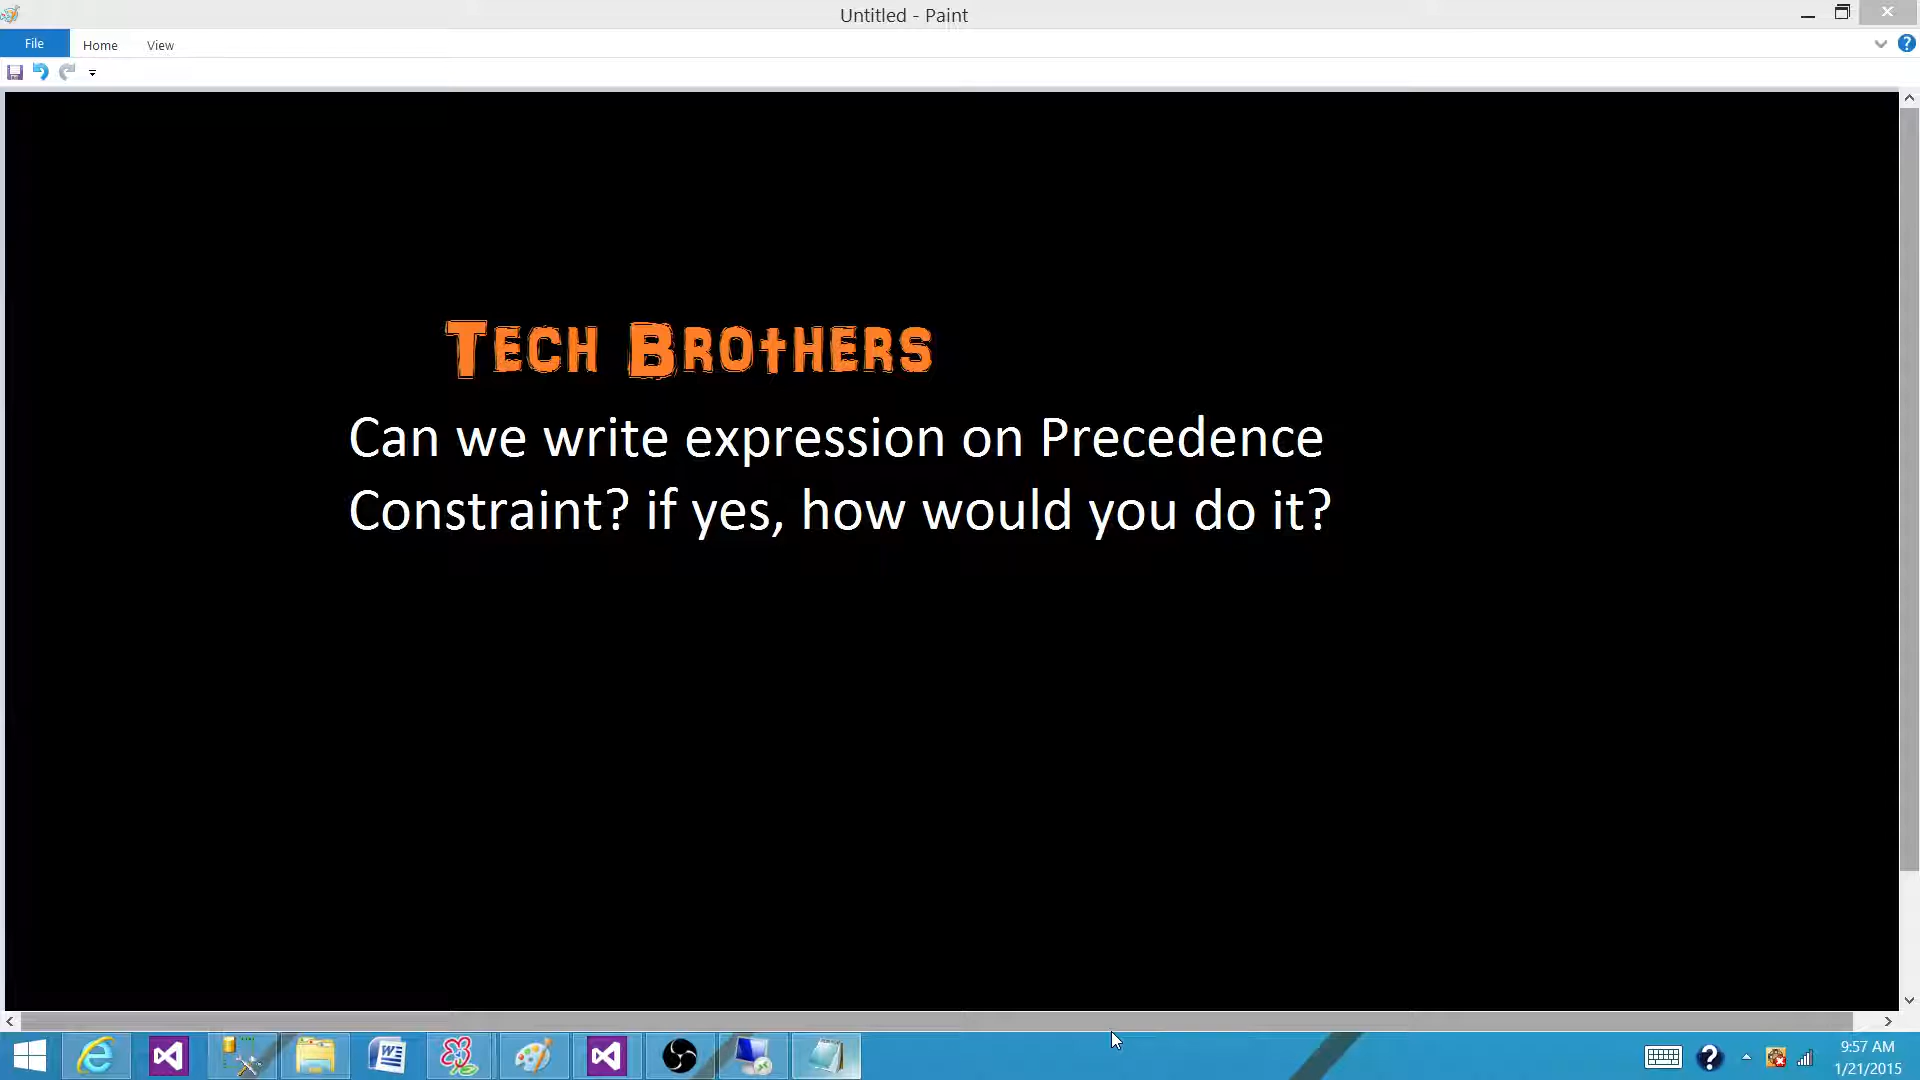 Untitled - Paint
File Home View
Tech Brothers
Can we write expression on Precedence
Constraint? if yes, how would you do it?
9:57 AM
1/21/2015